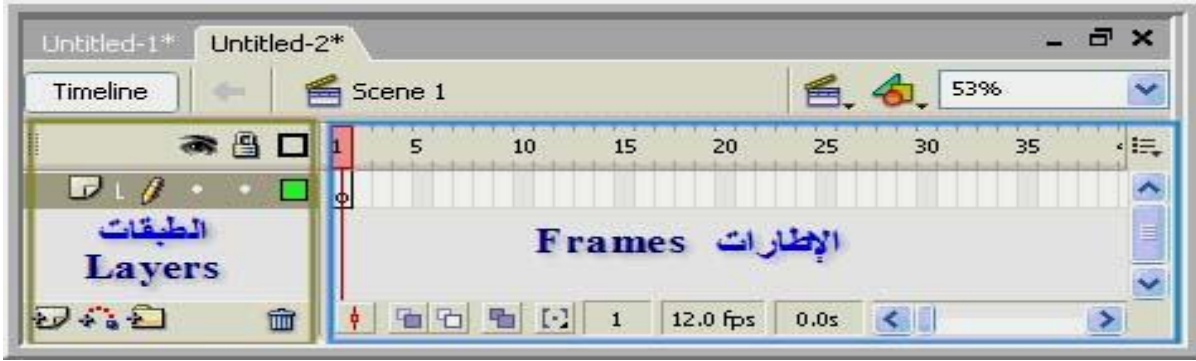 Untitled-1* Untitled-2*
Timeline Scene 1 53%
1 5 10 15 20 25 30 35
L
الطبقات
Layers
الإطارات Frames
1 12.0 fps 0.0s